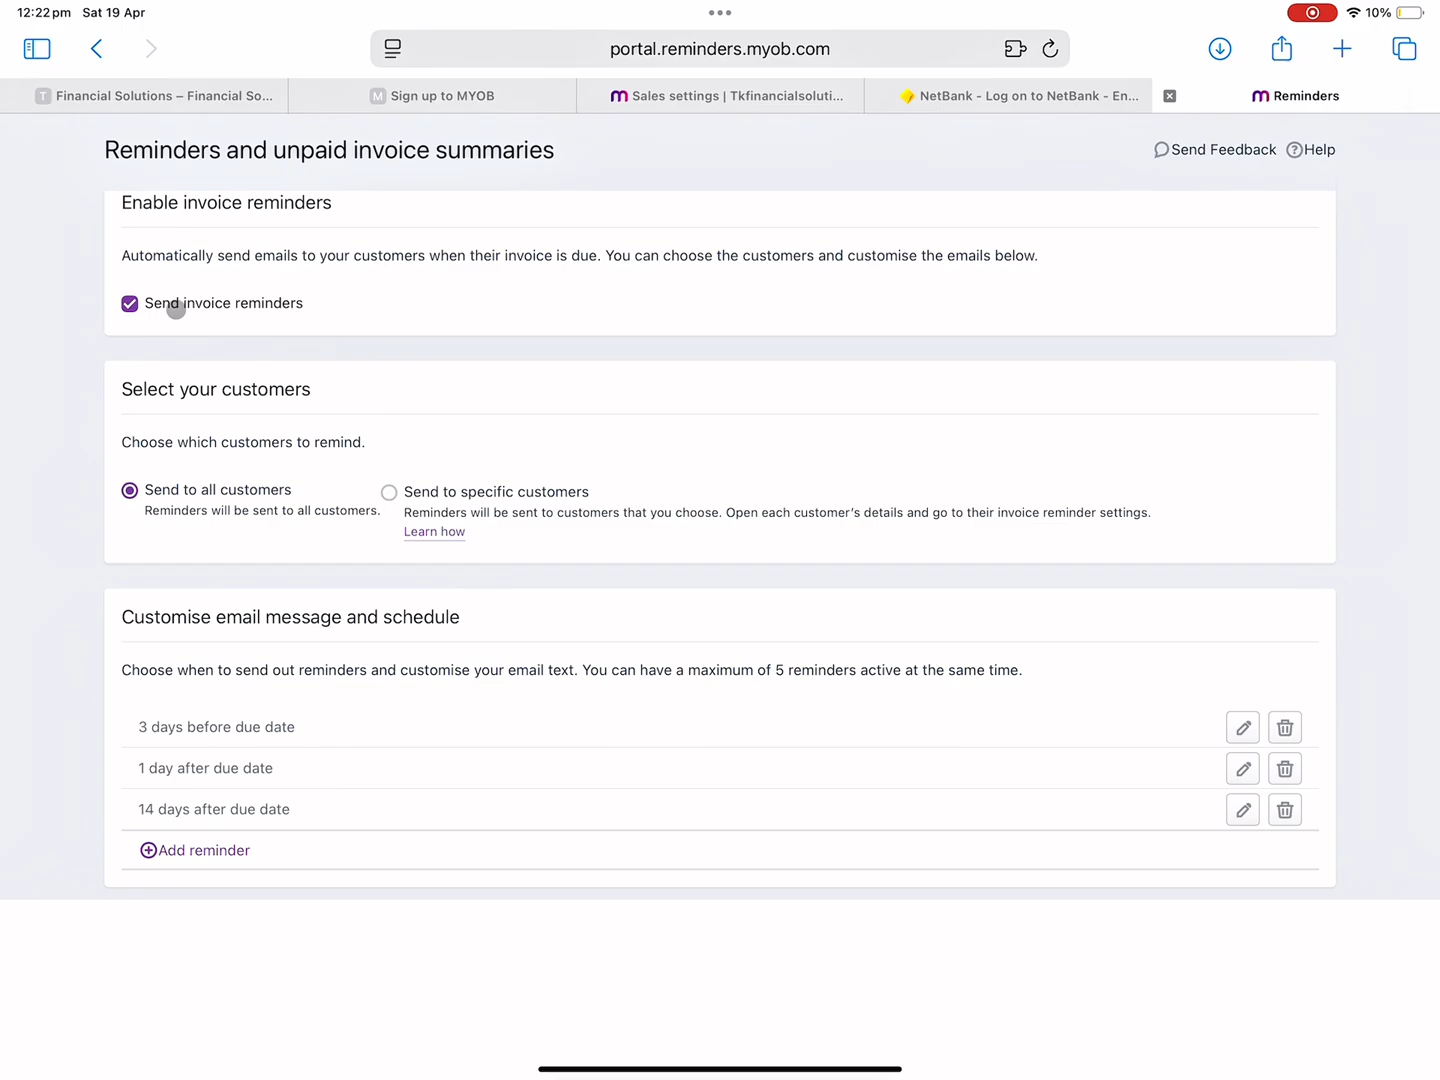 12:22 pm Sat 19 Apr
10%
portal.reminders.myob.com
T Financial Solutions – Financial So...
M Sign up to MYOB
Sales settings | Tkfinancialsoluti...
NetBank - Log on to NetBank - En...
Reminders
Reminders and unpaid invoice summaries
Send Feedback
Help
Enable invoice reminders
Automatically send emails to your customers when their invoice is due. You can choose the customers and customise the emails below.
Send invoice reminders
Select your customers
Choose which customers to remind.
Send to all customers
Reminders will be sent to all customers.
Send to specific customers
Reminders will be sent to customers that you choose. Open each customer's details and go to their invoice reminder settings.
Learn how
Customise email message and schedule
Choose when to send out reminders and customise your email text. You can have a maximum of 5 reminders active at the same time.
3 days before due date
1 day after due date
14 days after due date
Add reminder